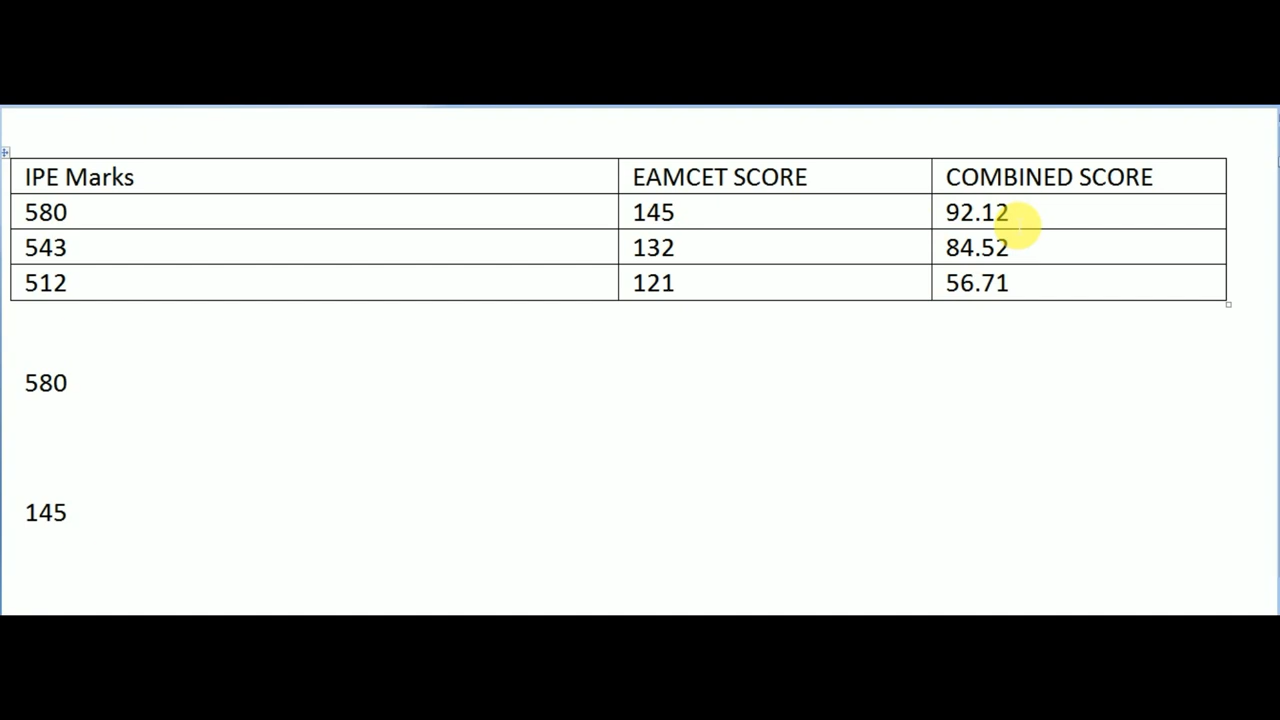 IPE Marks EAMCET SCORE COMBINED SCORE
580 145 92.12
543 132 84.52
512 121 56.71
580
145